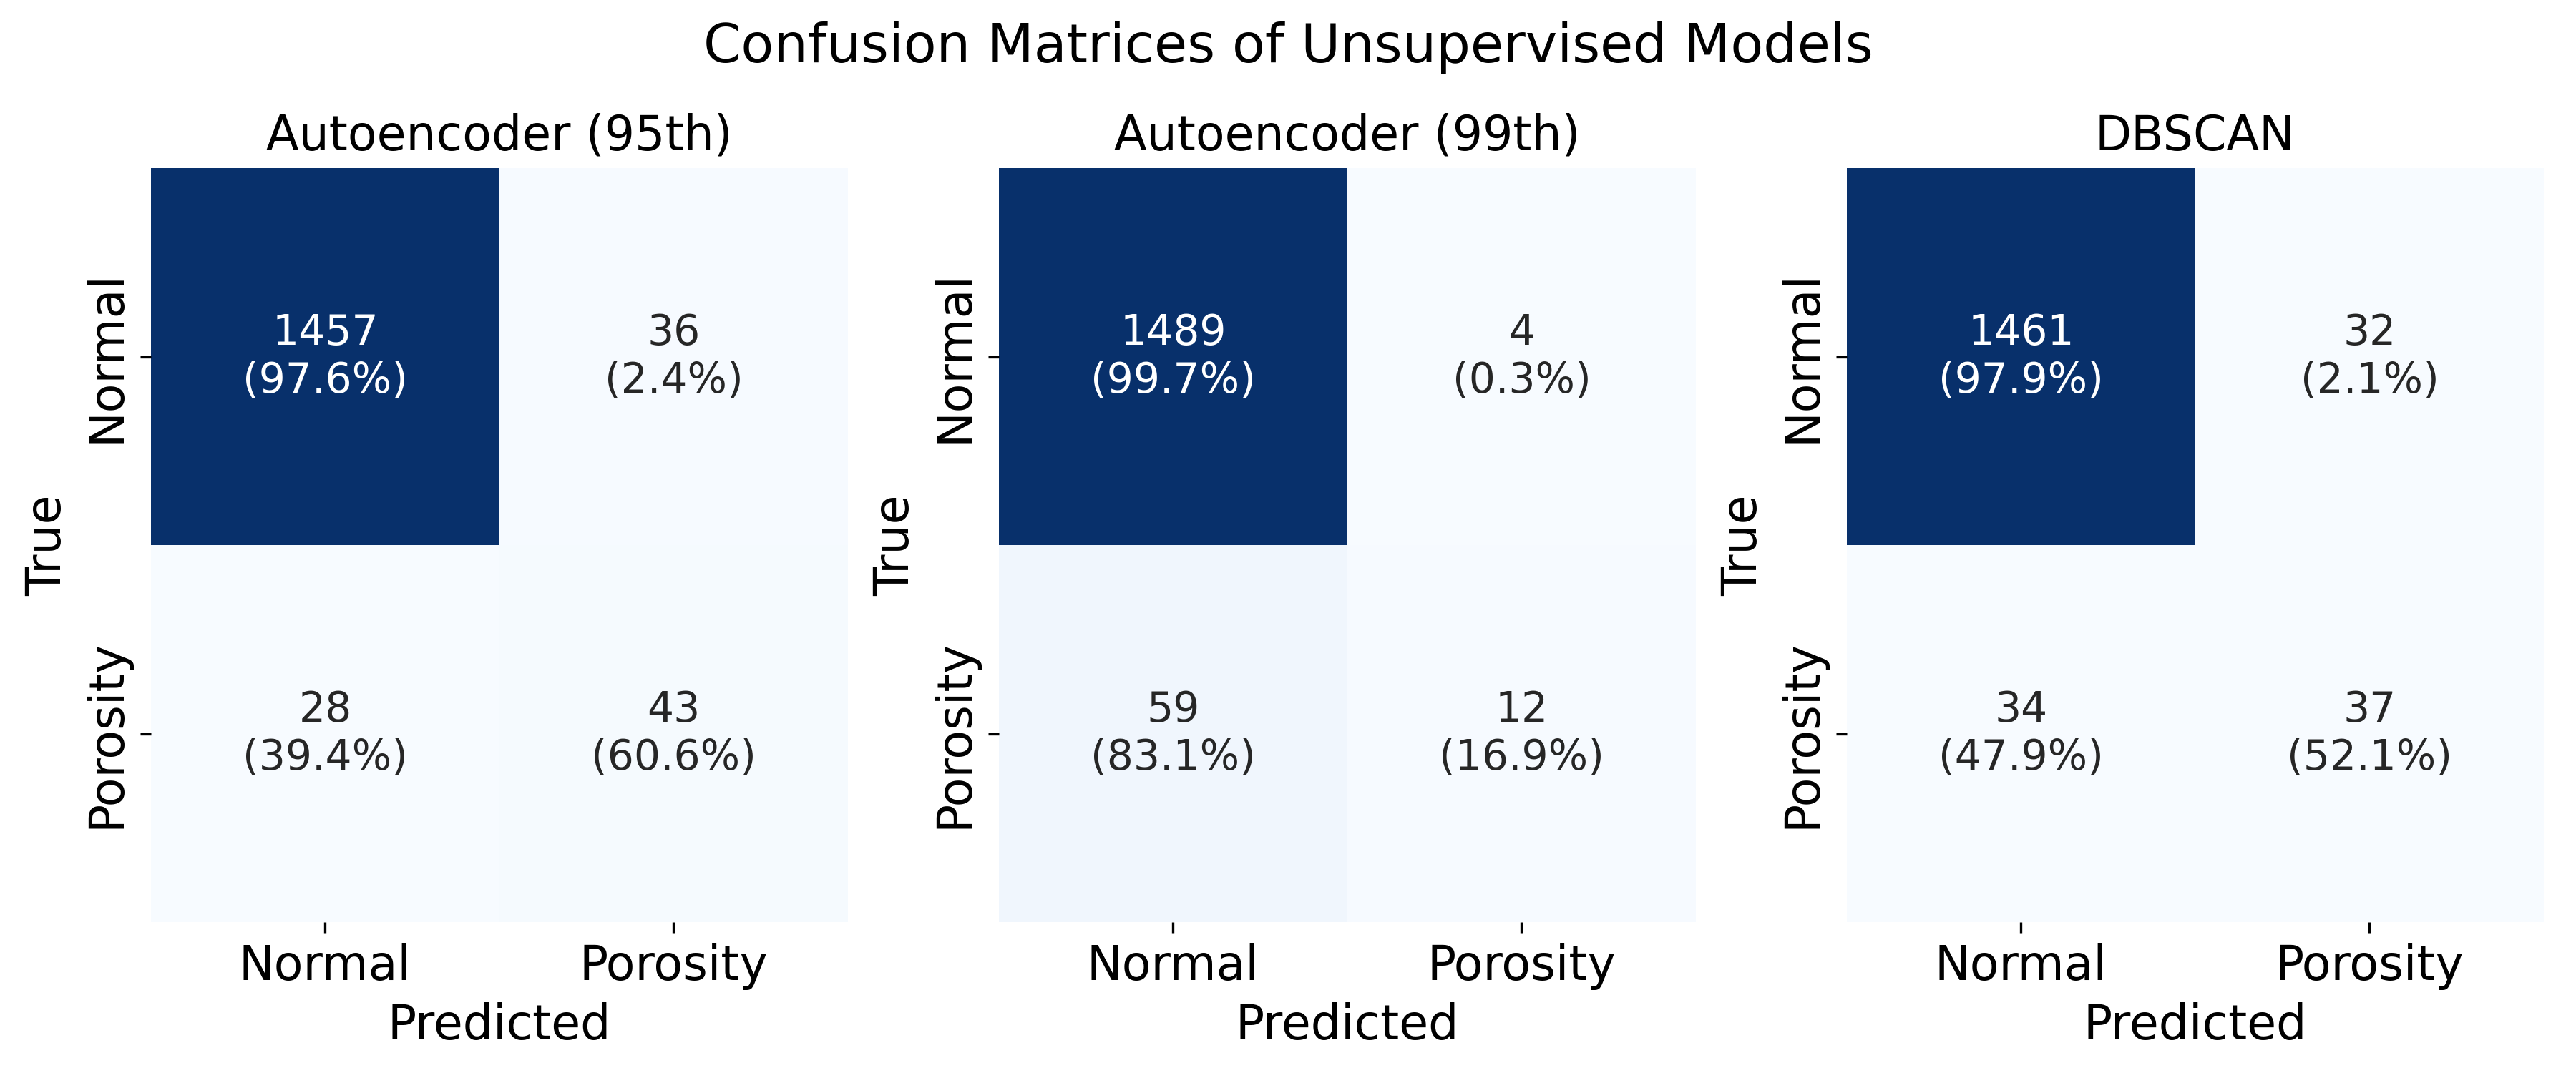 Confusion Matrices of Unsupervised Models
Autoencoder (95th)
True
Normal
Porosity
1457
(97.6%)
36
(2.4%)
28
(39.4%)
43
(60.6%)
Normal
Porosity
Predicted
Autoencoder (99th)
True
Normal
Porosity
1489
(99.7%)
4
(0.3%)
59
(83.1%)
12
(16.9%)
Normal
Porosity
Predicted
DBSCAN
True
Normal
Porosity
1461
(97.9%)
32
(2.1%)
34
(47.9%)
37
(52.1%)
Normal
Porosity
Predicted